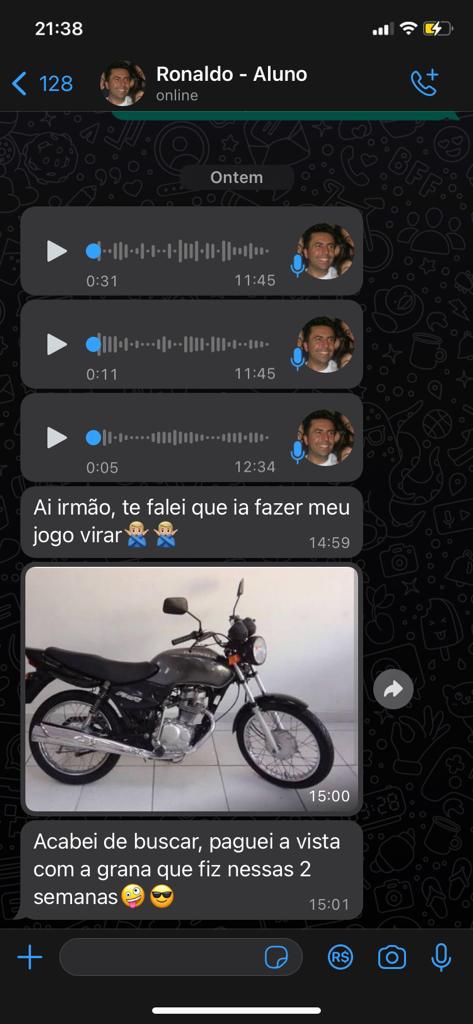 21:38
128
Ronaldo - Aluno
online
Ontem
0:31 11:45
0:11 11:45
0:05 12:34
Ai irmão, te falei que ia fazer meu
jogo virar🙅🏼‍♂️🙅🏼‍♂️
14:59
15:00
Acabei de buscar, paguei a vista
com a grana que fiz nessas 2
semanas🤪😎
15:01
R$